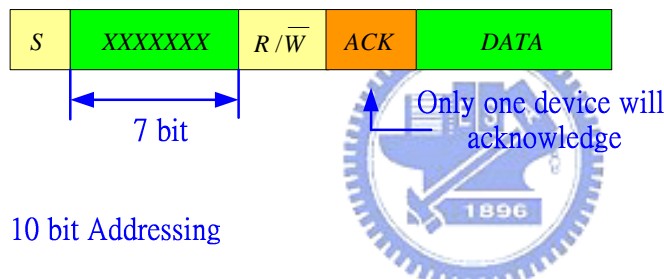 S XXXXXXX R /W̅ ACK DATA
7 bit
Only one device will
acknowledge
1896
10 bit Addressing